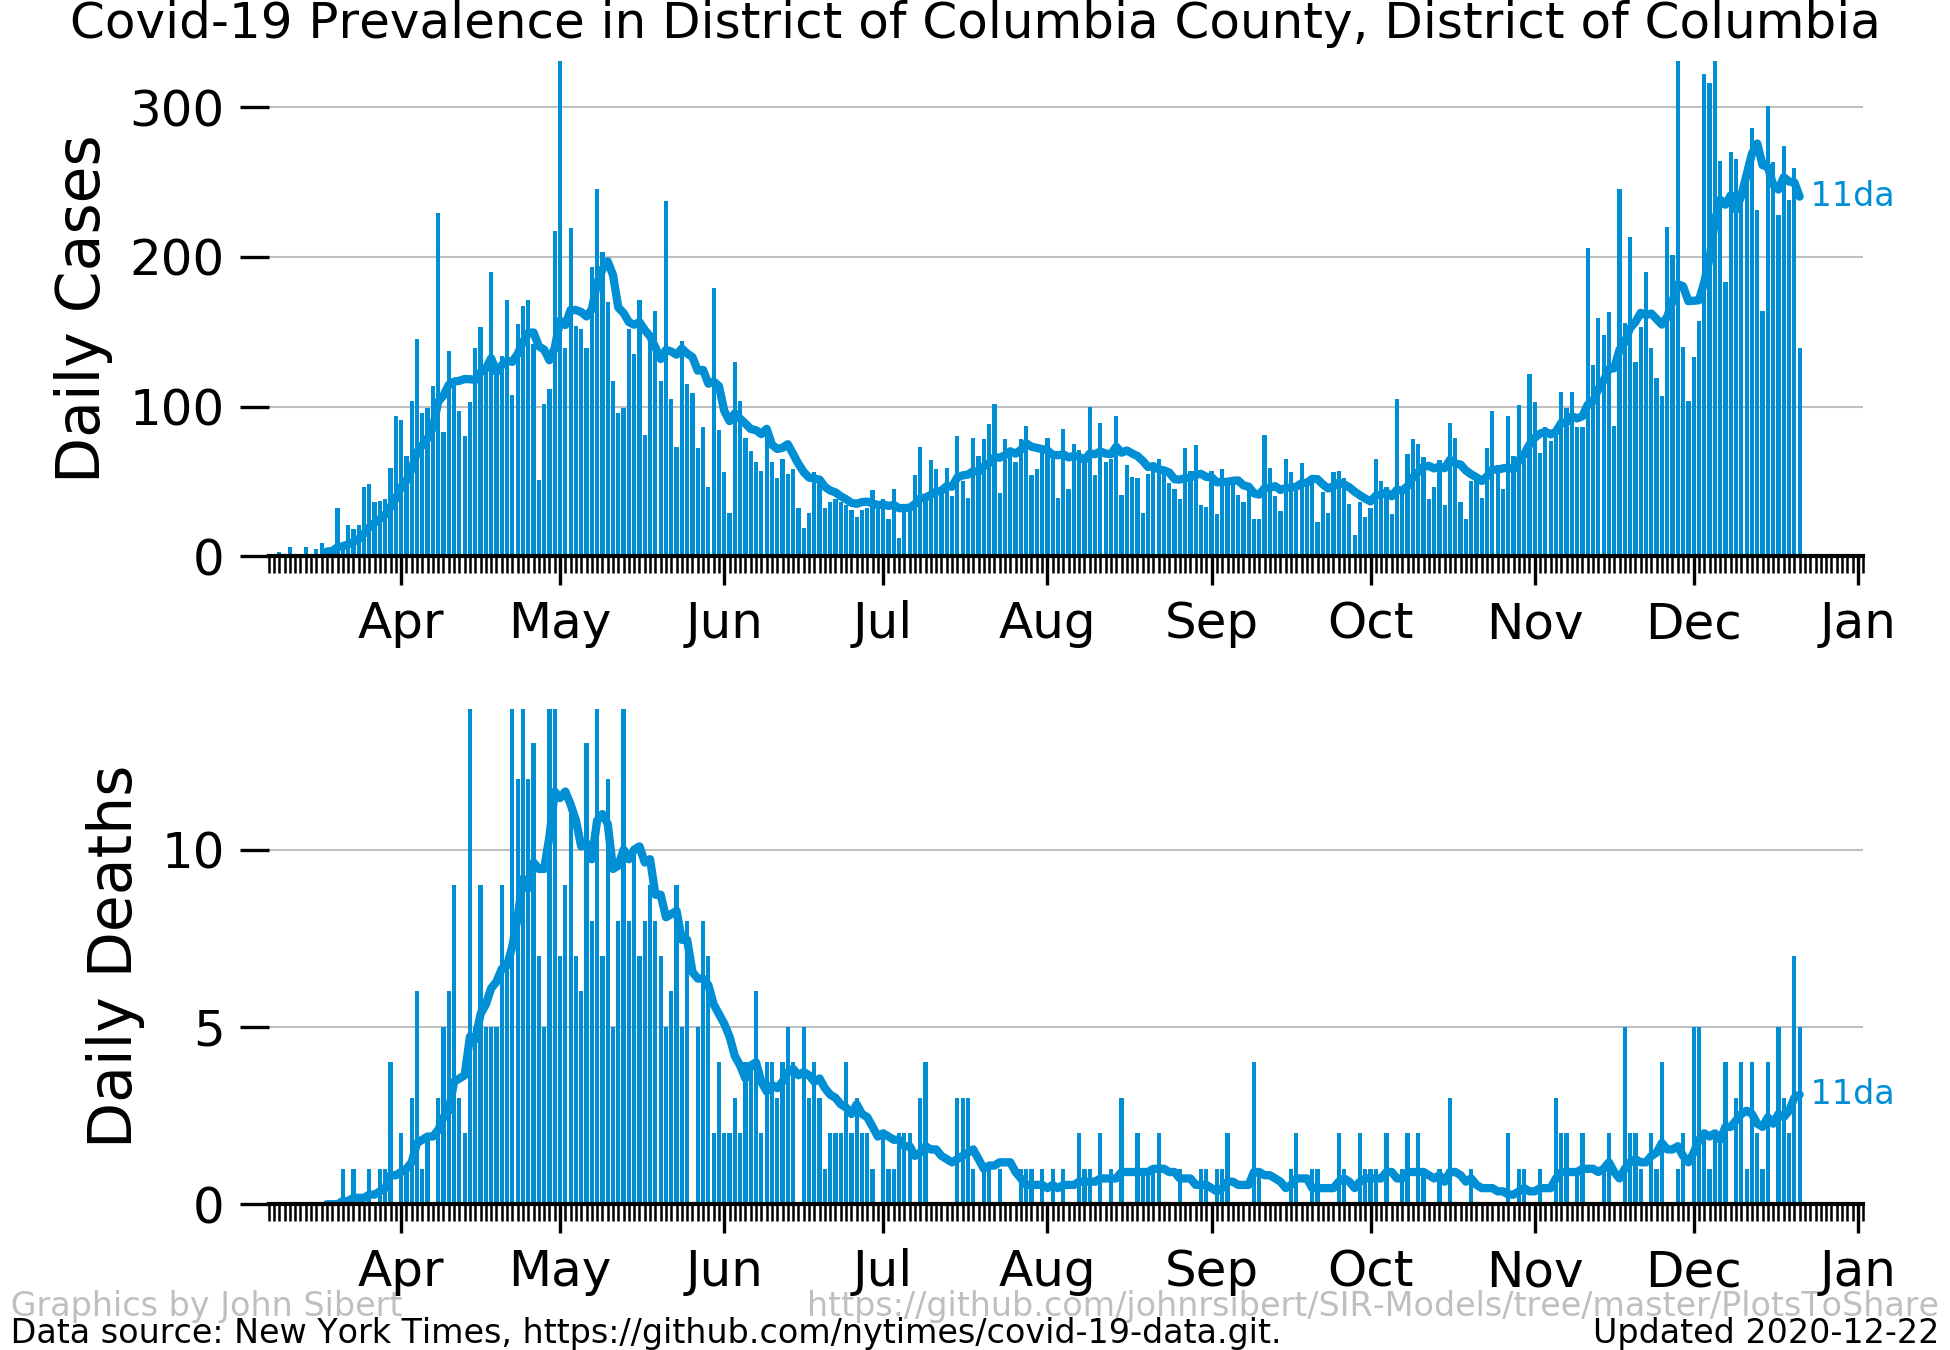 Covid-19 Prevalence in District of Columbia County, District of Columbia
Daily Cases
300
200
100
0
11da
Apr May Jun Jul Aug Sep Oct Nov Dec Jan
Daily Deaths
10
5
0
11da
Apr May Jun Jul Aug Sep Oct Nov Dec Jan
Graphics by John Sibert https://github.com/johnrsibert/SIR-Models/tree/master/PlotsToShare
Data source: New York Times, https://github.com/nytimes/covid-19-data.git. Updated 2020-12-22